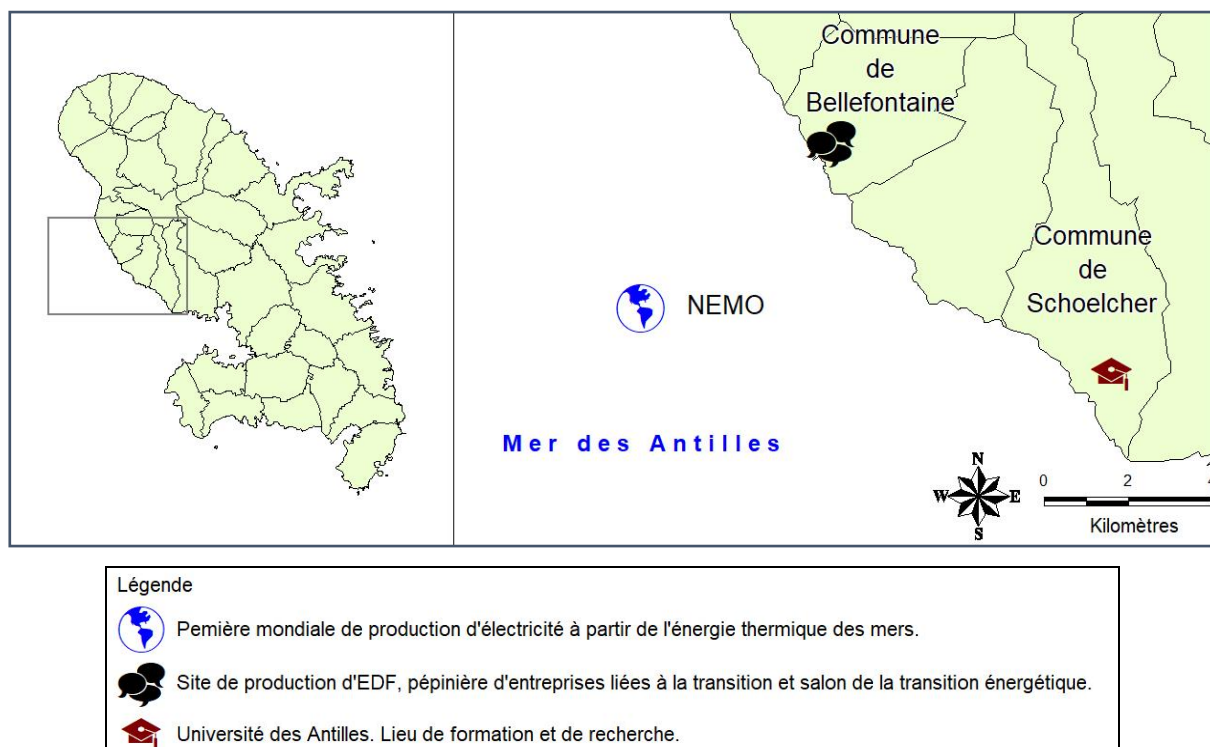 Commune
de
Bellefontaine
NEMO
Commune
de
Schoelcher
Mer des Antilles
N
W E
S
0 2 4
Kilomètres
Légende
Pemière mondiale de production d'électricité à partir de l'énergie thermique des mers.
Site de production d'EDF, pépinière d'entreprises liées à la transition et salon de la transition énergétique.
Université des Antilles. Lieu de formation et de recherche.